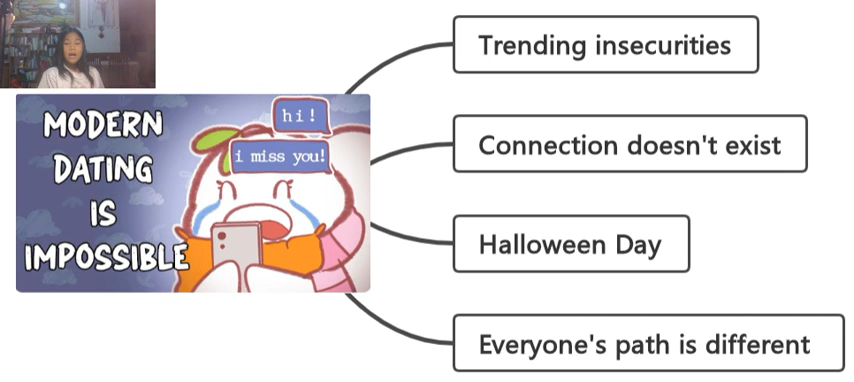 MODERN
DATING
IS
IMPOSSIBLE
hi!
i miss you!
Trending insecurities
Connection doesn't exist
Halloween Day
Everyone's path is different